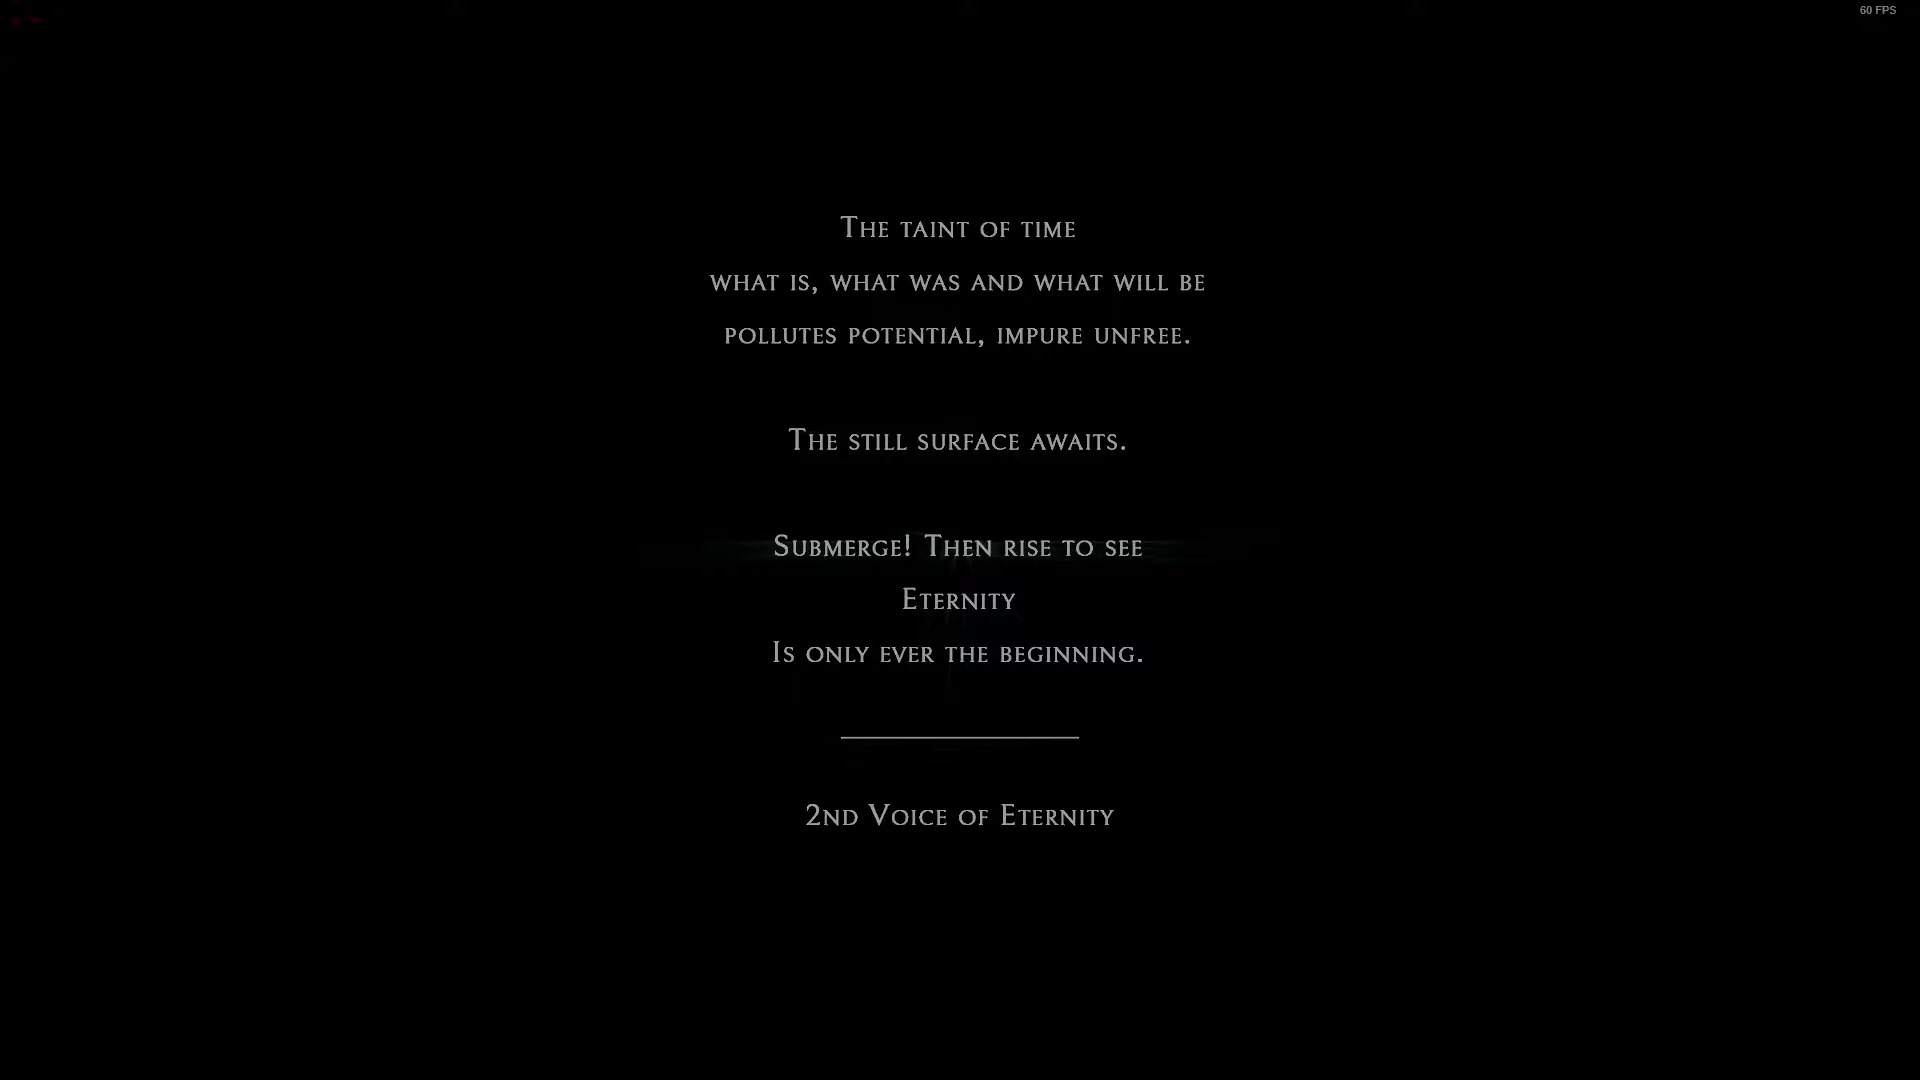 60 FPS
The taint of time
what is, what was and what will be
pollutes potential, impure unfree.
The still surface awaits.
Submerge! Then rise to see
Eternity
Is only ever the beginning.
2nd Voice of Eternity